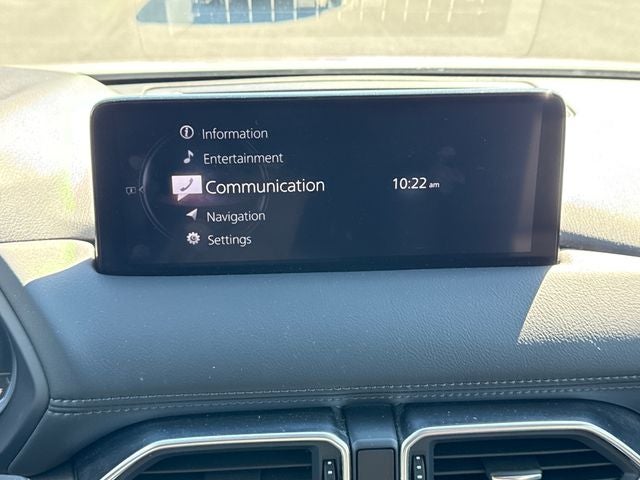 Information
Entertainment
Communication 10:22 am
Navigation
Settings